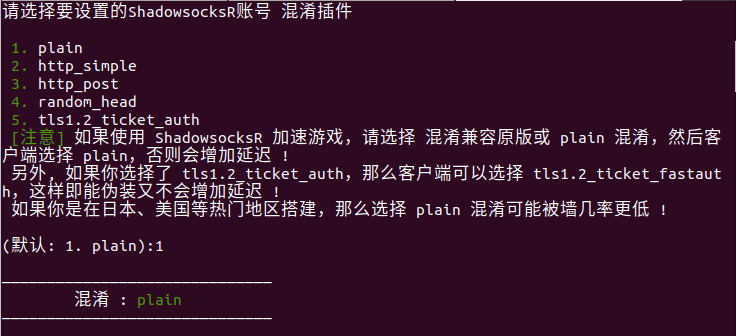 请选择要设置的ShadowsocksR账号 混淆插件
1. plain
2. http_simple
3. http_post
4. random_head
5. tls1.2_ticket_auth
[注意] 如果使用 ShadowsocksR 加速游戏，请选择 混淆兼容原版或 plain 混淆，然后客
户端选择 plain，否则会增加延迟 !
另外, 如果你选择了 tls1.2_ticket_auth，那么客户端可以选择 tls1.2_ticket_fastaut
h，这样即能伪装又不会增加延迟 !
如果你是在日本、美国等热门地区搭建，那么选择 plain 混淆可能被墙几率更低 !
(默认: 1. plain):1
混淆 : plain